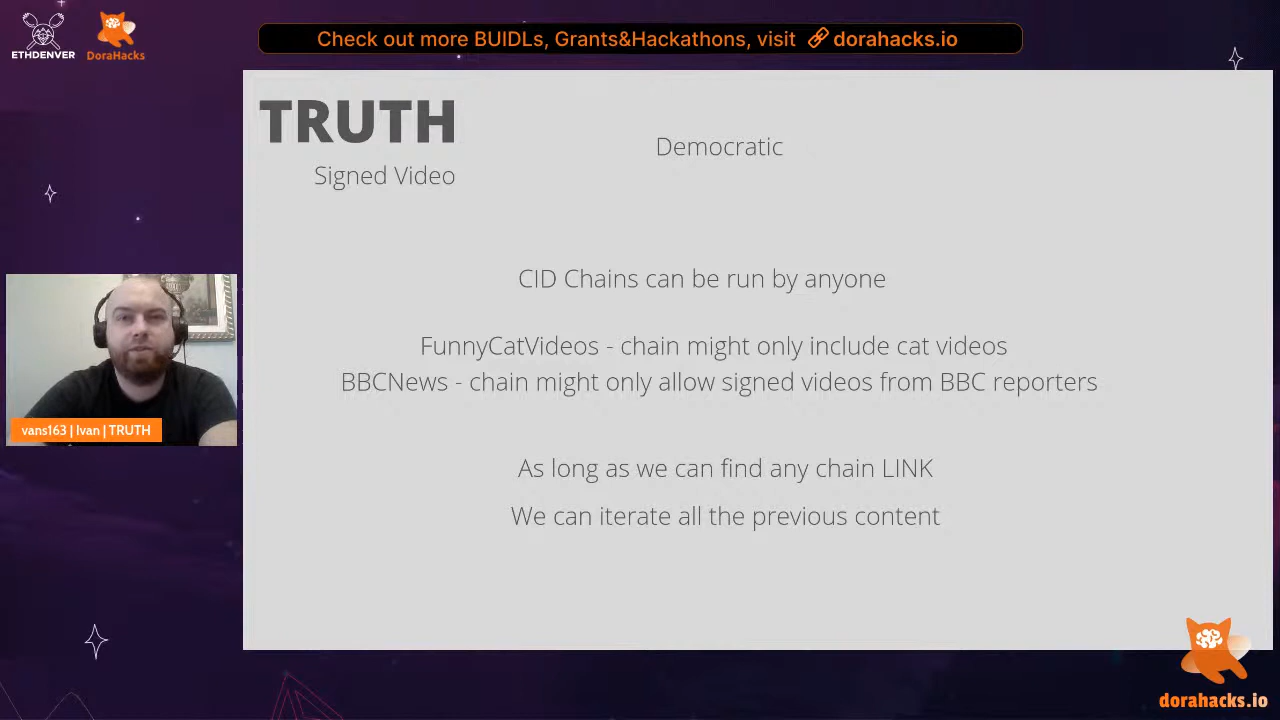 ETHDENVER
DoraHacks
Check out more BUIDLs, Grants&Hackathons, visit dorahacks.io
TRUTH
Signed Video
Democratic
CID Chains can be run by anyone
FunnyCatVideos - chain might only include cat videos
BBCNews - chain might only allow signed videos from BBC reporters
As long as we can find any chain LINK
We can iterate all the previous content
vans163 | Ivan | TRUTH
dorahacks.io